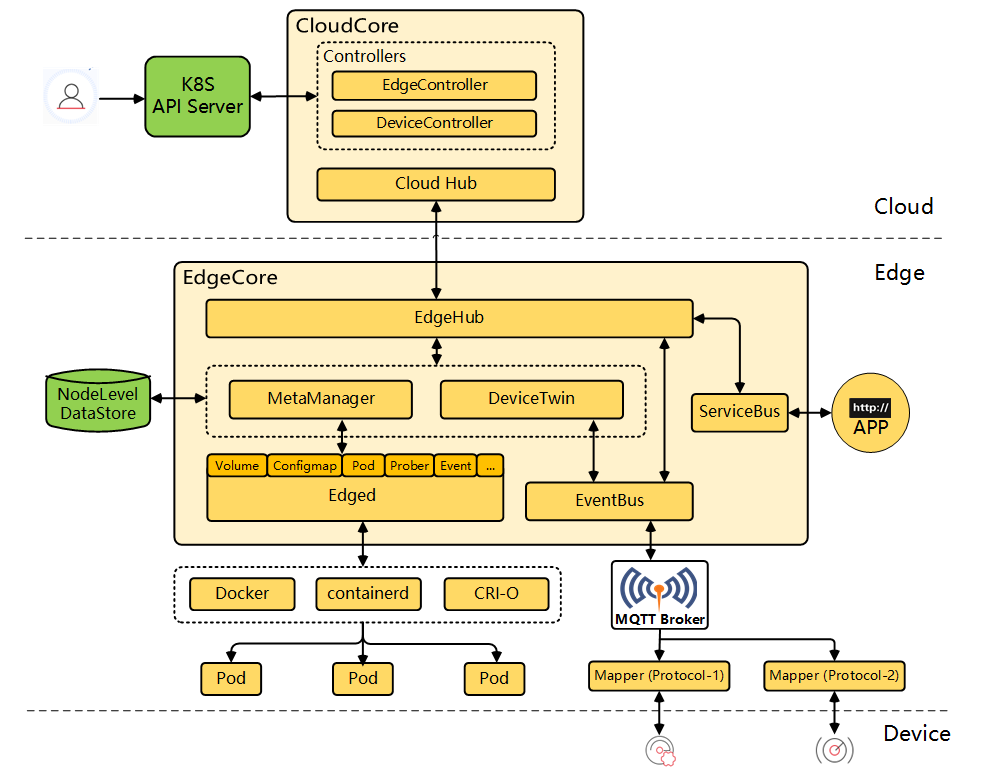 CloudCore
Controllers
EdgeController
DeviceController
K8S
API Server
Cloud Hub
Cloud
Edge
EdgeCore
EdgeHub
NodeLevel
DataStore
MetaManager
DeviceTwin
ServiceBus
http://
APP
Volume
Configmap
Pod
Prober
Event
...
Edged
EventBus
Docker
containerd
CRI-O
MQTT Broker
Pod
Pod
Pod
Mapper (Protocol-1)
Mapper (Protocol-2)
Device